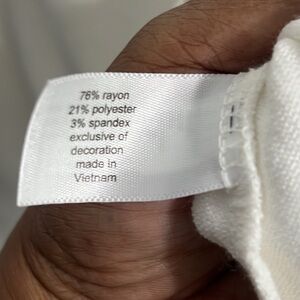 76% rayon
21% polyester
3% spandex
exclusive of
decoration
made in
Vietnam